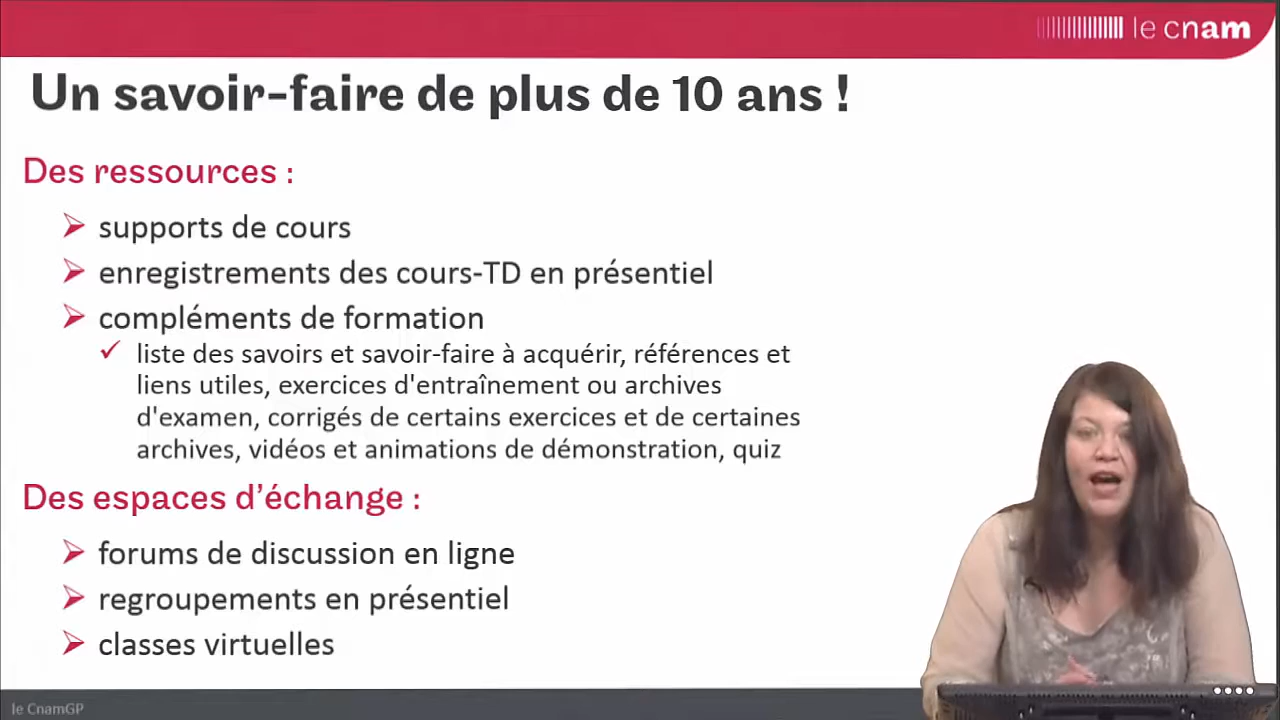 le cnam
Un savoir-faire de plus de 10 ans !
Des ressources :
supports de cours
enregistrements des cours-TD en présentiel
compléments de formation
liste des savoirs et savoir-faire à acquérir, références et
liens utiles, exercices d'entraînement ou archives
d'examen, corrigés de certains exercices et de certaines
archives, vidéos et animations de démonstration, quiz
Des espaces d’échange :
forums de discussion en ligne
regroupements en présentiel
classes virtuelles
le CnamGP